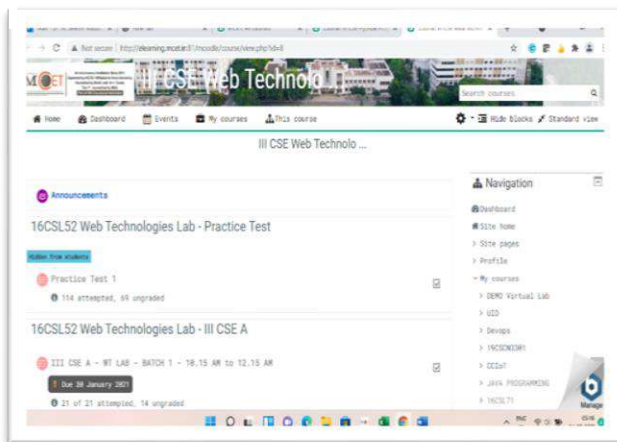 Not secure | http://elearning.mcet.in:81/moodle/course/view.php?id=8
III CSE Web Technolo
Search courses
Home Dashboard Events My courses This course Hide blocks Standard view
III CSE Web Technolo ...
Announcements
16CSL52 Web Technologies Lab - Practice Test
Hidden from students
Practice Test 1
114 attempted, 69 ungraded
16CSL52 Web Technologies Lab - III CSE A
III CSE A - WT LAB - BATCH 1 - 10.15 AM to 12.15 AM
Due 30 January 2021
21 of 21 attempted, 14 ungraded
Navigation
Dashboard
Site home
Site pages
Profile
My courses
DEMO Virtual Lab
UID
Devops
CCIoT
JAVA PROGRAMMING
16CSL71
Manage